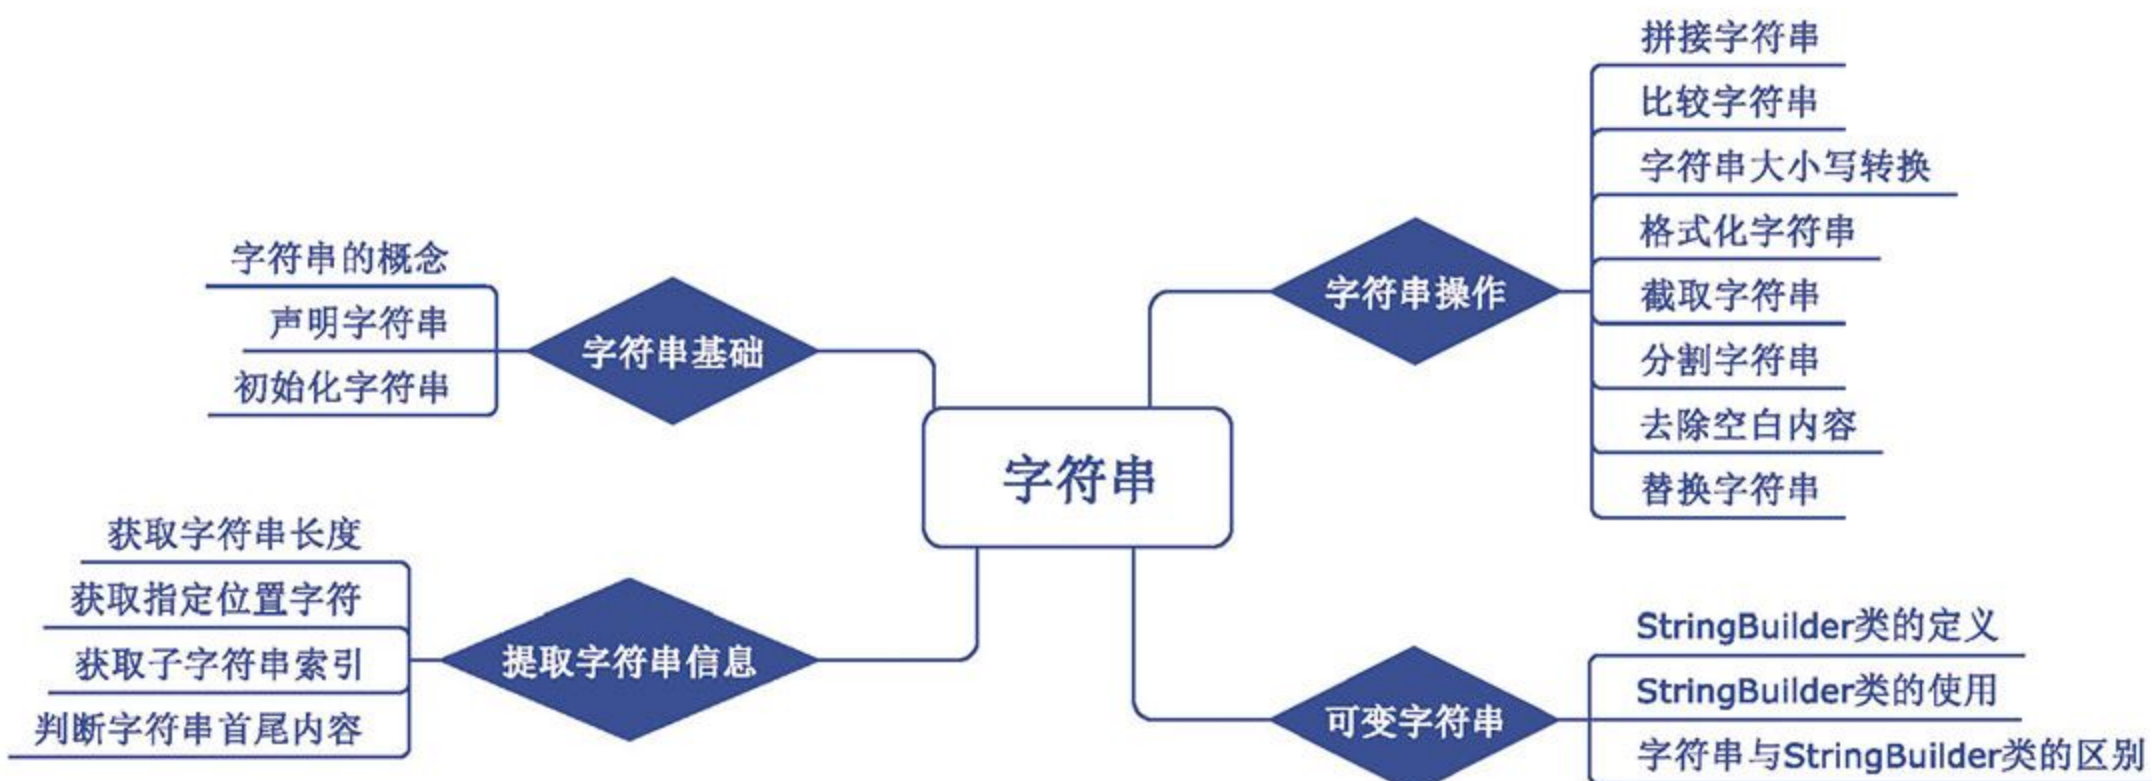 字符串
字符串基础
字符串的概念
声明字符串
初始化字符串
提取字符串信息
获取字符串长度
获取指定位置字符
获取子字符串索引
判断字符串首尾内容
字符串操作
拼接字符串
比较字符串
字符串大小写转换
格式化字符串
截取字符串
分割字符串
去除空白内容
替换字符串
可变字符串
StringBuilder类的定义
StringBuilder类的使用
字符串与StringBuilder类的区别